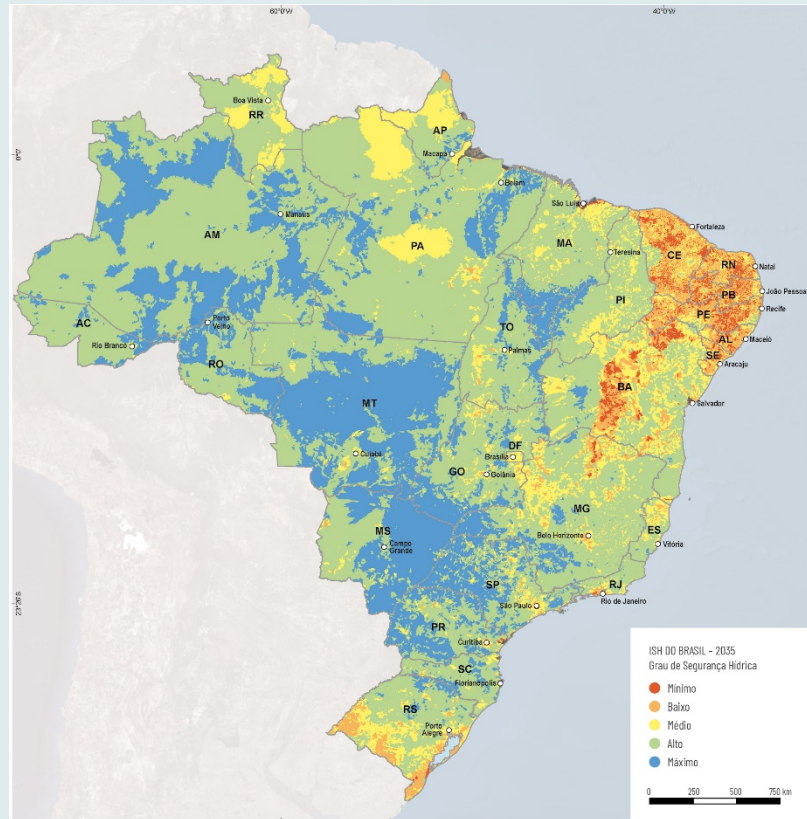 60°0'W
40°0'W
0°0'
23°26'S
Boa Vista
RR
AP
Macapá
Belém
São Luís
Fortaleza
Manaus
AM
PA
MA
Teresina
CE
RN
Natal
PB
João Pessoa
PI
PE
Recife
AC
Porto
Velho
TO
AL
Maceió
Rio Branco
Palmas
SE
Aracaju
RO
BA
MT
Salvador
DF
Cuiabá
Brasília
GO
Goiânia
MG
MS
ES
Belo Horizonte
Vitória
Campo
Grande
SP
RJ
São Paulo
Rio de Janeiro
PR
Curitiba
SC
Florianópolis
RS
Porto
Alegre
ISH DO BRASIL - 2035
Grau de Segurança Hídrica
Mínimo
Baixo
Médio
Alto
Máximo
0 250 500 750 km